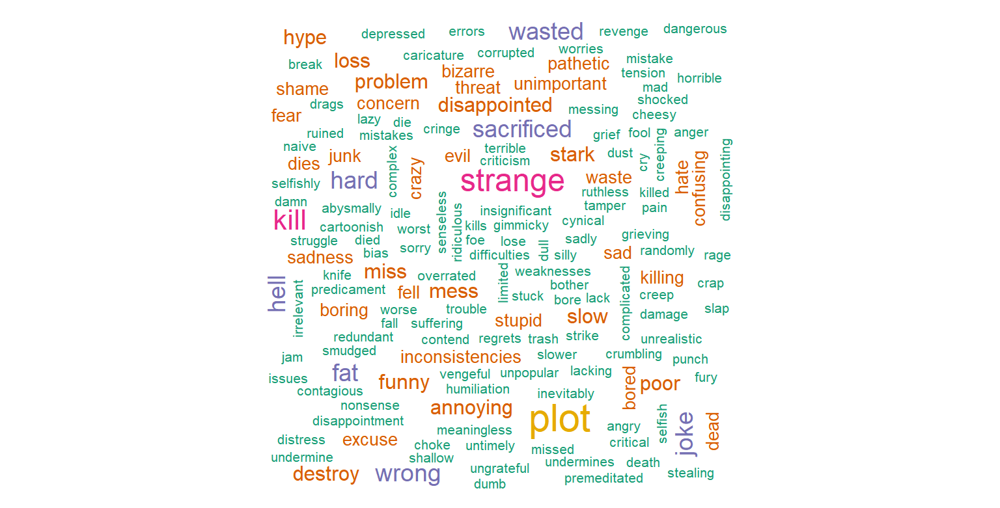 hype depressed errors wasted revenge dangerous
break loss caricature corrupted worries pathetic mistake
shame problem bizarre threat unimportant tension mad horrible
fear drags concern disappointed messing shocked cheesy
lazy die cringe sacrificed grief fool anger
ruined mistakes
naive dies junk complex crazy evil terrible criticism stark dust cry creeping hate confusing disappointing
selfishly hard strange waste
damn abysmally idle senseless ridiculous insignificant ruthless killed tamper pain
kill cartoonish worst kills gimmicky cynical
struggle died sorry foe lose sadly grieving
sadness bias difficulties dull silly sad randomly rage
knife miss overrated limited weaknesses complicated killing crap
hell irrelevant predicament fell mess stuck bother bore lack creep
boring worse trouble stupid slow damage slap
fall suffering
redundant contend regrets trash strike unrealistic
jam smudged inconsistencies slower crumbling punch
issues fat funny vengeful unpopular lacking bored poor fury
contagious humiliation inevitably
nonsense annoying plot selfish joke dead
disappointment meaningless angry
distress excuse choke untimely missed critical
undermine shallow undermines death
destroy wrong ungrateful premeditated stealing
dumb